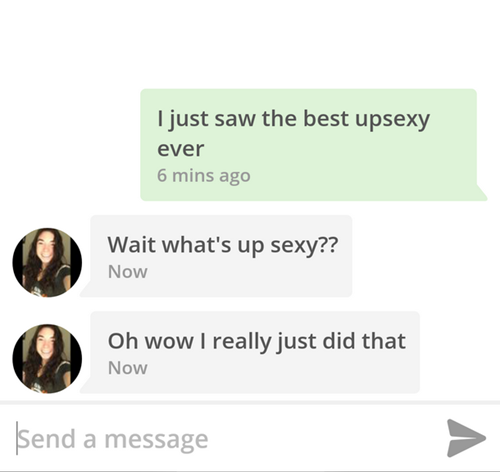 I just saw the best upsexy
ever
6 mins ago
Wait what's up sexy??
Now
Oh wow I really just did that
Now
Send a message